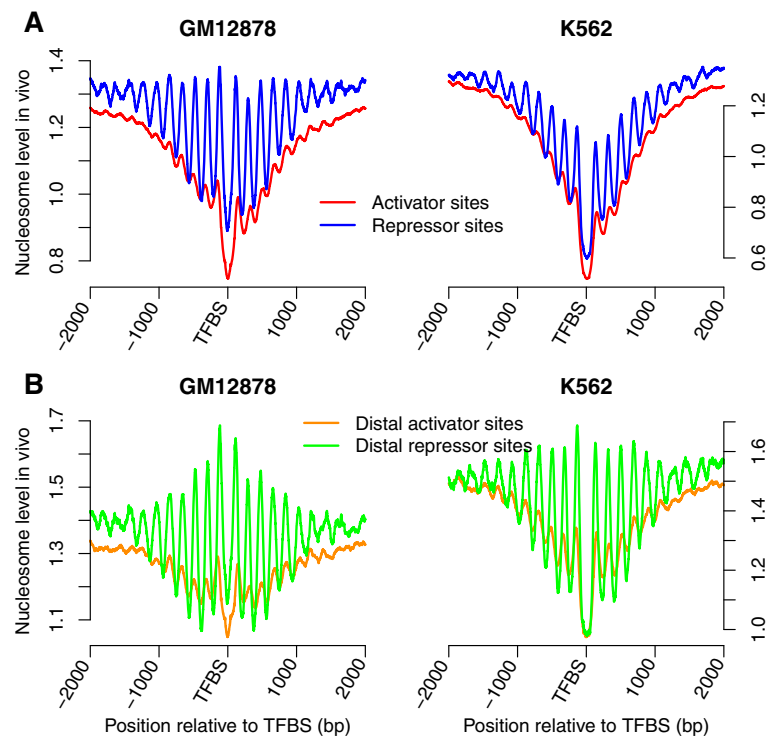 A
GM12878
K562
Nucleosome level in vivo
1.4
1.2
1.0
0.8
1.2
1.0
0.8
0.6
Activator sites
Repressor sites
−2000
−1000
TFBS
1000
2000
−2000
−1000
TFBS
1000
2000
B
GM12878
K562
Nucleosome level in vivo
1.7
1.5
1.3
1.1
1.6
1.4
1.2
1.0
Distal activator sites
Distal repressor sites
−2000
−1000
TFBS
1000
2000
−2000
−1000
TFBS
1000
2000
Position relative to TFBS (bp)
Position relative to TFBS (bp)